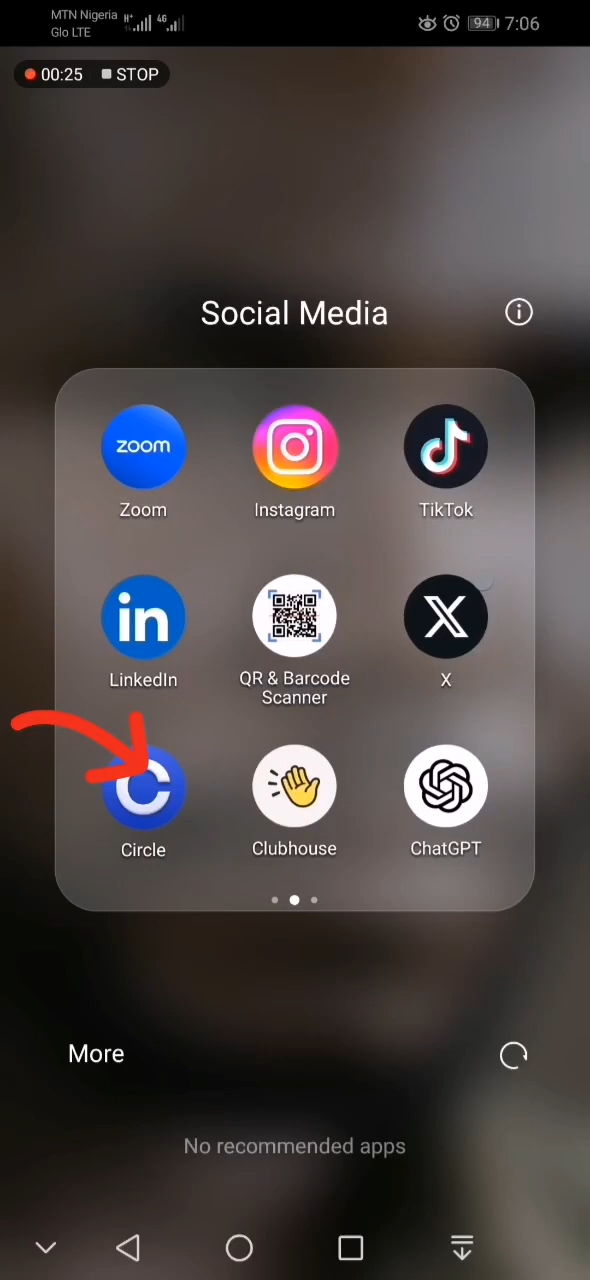 MTN Nigeria
Glo LTE
H+
4G
94
7:06
00:25 STOP
Social Media
zoom
Zoom
Instagram
TikTok
in
LinkedIn
QR & Barcode
Scanner
X
X
C
Circle
Clubhouse
ChatGPT
More
No recommended apps